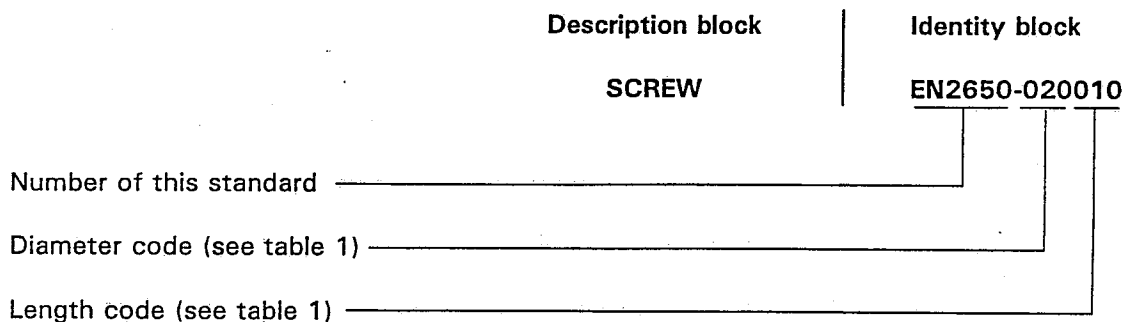 Description block Identity block
SCREW EN2650-020010
Number of this standard
Diameter code (see table 1)
Length code (see table 1)